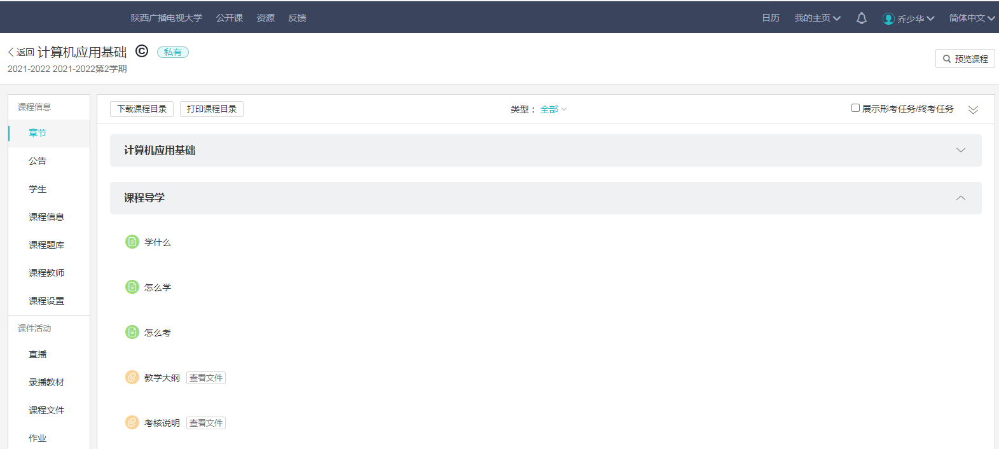 陕西广播电视大学 公开课 资源 反馈 日历 我的主页 乔少华 简体中文
返回 计算机应用基础 © 私有
2021-2022 2021-2022第2学期
预览课程
课程信息
章节
公告
学生
课程信息
课程题库
课程教师
课程设置
课件活动
直播
录播教材
课程文件
作业
下载课程目录 打印课程目录 类型： 全部 展示形考任务/终考任务
计算机应用基础
课程导学
学什么
怎么学
怎么考
教学大纲 查看文件
考核说明 查看文件